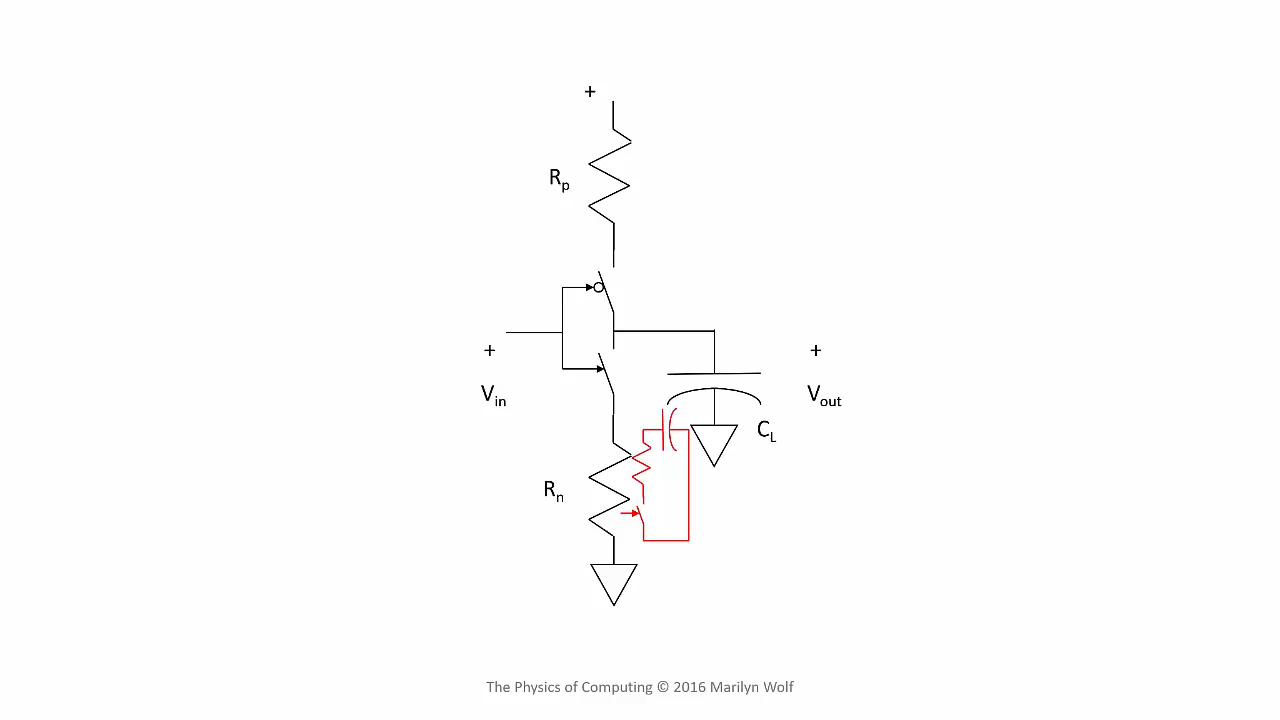 +
Rp
+
Vin
+
Vout
CL
Rn
The Physics of Computing © 2016 Marilyn Wolf